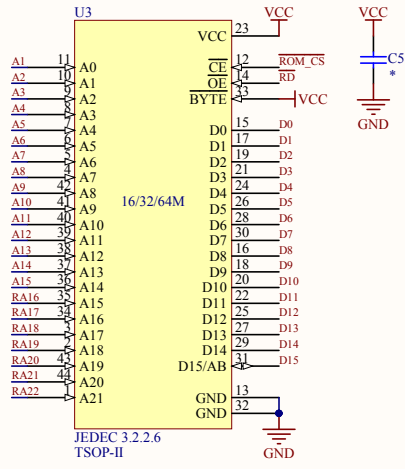 U3 VCC VCC
VCC 23
A1 11 A0 CE 12 ROM_CS C5
A2 10 A1 OE 14 RD *
A3 9 A2 BYTE 33 VCC
A4 8 A3 GND
A5 7 A4 D0 15 D0
A6 6 A5 D1 17 D1
A7 5 A6 D2 19 D2
A8 4 A7 D3 21 D3
A9 42 A8 16/32/64M D4 24 D4
A10 41 A9 D5 26 D5
A11 40 A10 D6 28 D6
A12 39 A11 D7 30 D7
A13 38 A12 D8 16 D8
A14 37 A13 D9 18 D9
A15 36 A14 D10 20 D10
RA16 35 A15 D11 22 D11
RA17 34 A16 D12 25 D12
RA18 3 A17 D13 27 D13
RA19 2 A18 D14 29 D14
RA20 43 A19 D15/AB 31 D15
RA21 44 A20
RA22 1 A21 GND 13
GND 32
JEDEC 3.2.2.6
TSOP-II GND